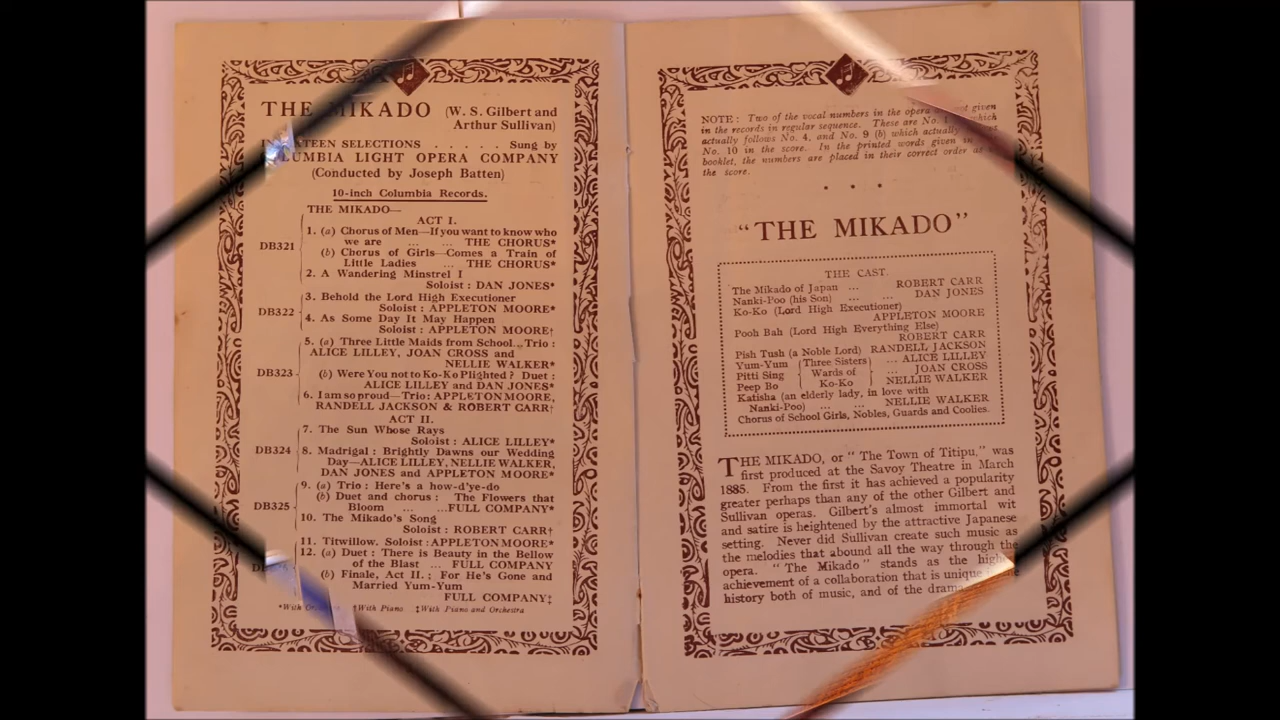 THE MIKADO (W. S. Gilbert and
Arthur Sullivan)
SELECTIONS . . . . . Sung by
COLUMBIA LIGHT OPERA COMPANY
(Conducted by Joseph Batten)
10-inch Columbia Records.
THE MIKADO—
ACT I.
DB321
1. (a) Chorus of Men—If you want to know who
we are ... ... THE CHORUS*
(b) Chorus of Girls—Comes a Train of
Little Ladies ... THE CHORUS*
2. A Wandering Minstrel I
Soloist : DAN JONES*
DB322
3. Behold the Lord High Executioner
Soloist : APPLETON MOORE*
4. As Some Day It May Happen
Soloist : APPLETON MOORE†
DB323
5. (a) Three Little Maids from School.. Trio :
ALICE LILLEY, JOAN CROSS and
NELLIE WALKER*
(b) Were You not to Ko-Ko Plighted ? Duet :
ALICE LILLEY and DAN JONES*
6. I am so proud—Trio: APPLETON MOORE,
RANDELL JACKSON & ROBERT CARR†
ACT II.
DB324
7. The Sun Whose Rays
Soloist : ALICE LILLEY*
8. Madrigal : Brightly Dawns our Wedding
Day—ALICE LILLEY, NELLIE WALKER,
DAN JONES and APPLETON MOORE*
DB325
9. (a) Trio : Here's a how-d'ye-do
(b) Duet and chorus : The Flowers that
Bloom ... ...FULL COMPANY*
10. The Mikado's Song
Soloist : ROBERT CARR†
11. Titwillow. Soloist : APPLETON MOORE*
12. (a) Duet : There is Beauty in the Bellow
of the Blast ... FULL COMPANY
(b) Finale, Act II. ; For He's Gone and
Married Yum-Yum
FULL COMPANY‡
*With †With Piano ‡With Piano and Orchestra
NOTE : Two of the vocal numbers in the opera are not given
in the records in regular sequence. These are No. which
actually follows No. 4, and No. 9 (b) which actually
No. 10 in the score. In the printed words given in
booklet, the numbers are placed in their correct order
the score.
* * *
"THE MIKADO"
THE CAST.
The Mikado of Japan ... ROBERT CARR
Nanki-Poo (his Son) ... ... DAN JONES
Ko-Ko (Lord High Executioner)
APPLETON MOORE
Pooh Bah (Lord High Everything Else)
ROBERT CARR
Pish Tush (a Noble Lord) RANDELL JACKSON
Yum-Yum Three Sisters ... ALICE LILLEY
Pitti Sing Wards of ... JOAN CROSS
Peep Bo Ko-Ko NELLIE WALKER
Katisha (an elderly lady, in love with
Nanki-Poo) ... ... NELLIE WALKER
Chorus of School Girls, Nobles, Guards and Coolies.
THE MIKADO, or " The Town of Titipu," was
first produced at the Savoy Theatre in March
1885. From the first it has achieved a popularity
greater perhaps than any of the other Gilbert and
Sullivan operas. Gilbert's almost immortal wit
and satire is heightened by the attractive Japanese
setting. Never did Sullivan create such music as
the melodies that abound all the way through the
opera. " The Mikado " stands as the highest
achievement of a collaboration that is unique in the
history both of music, and of the drama